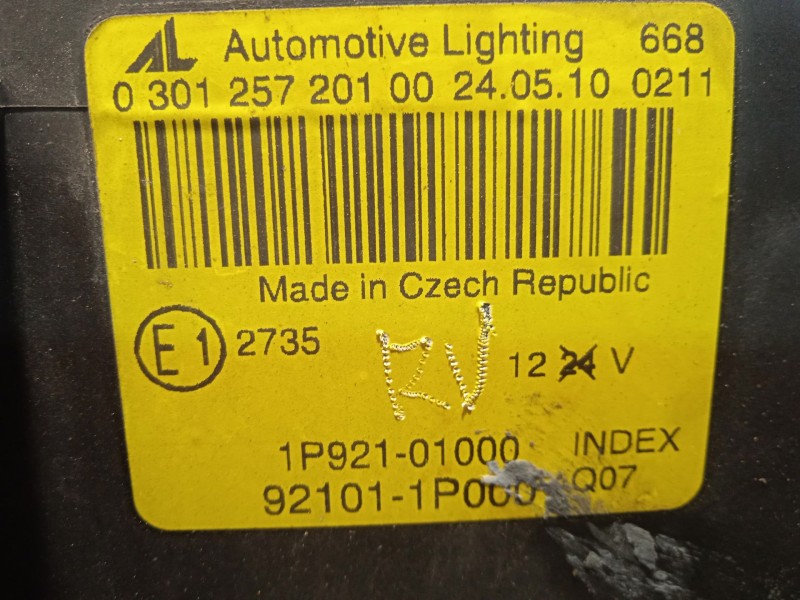 AL Automotive Lighting 668
0 301 257 201 00 24.05.10 0211
Made in Czech Republic
E1 2735
RV
12 24 V
1P921-01000 INDEX
92101-1P000 Q07